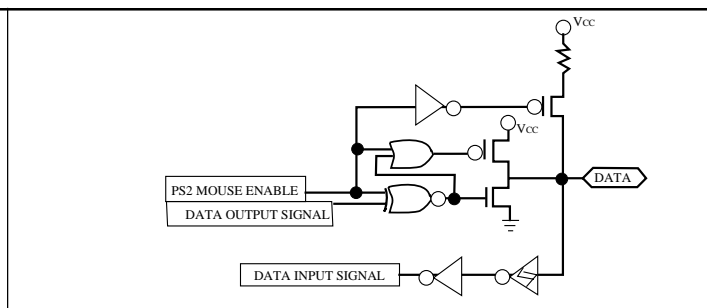 Vcc
Vcc
PS2 MOUSE ENABLE
DATA
DATA OUTPUT SIGNAL
DATA INPUT SIGNAL